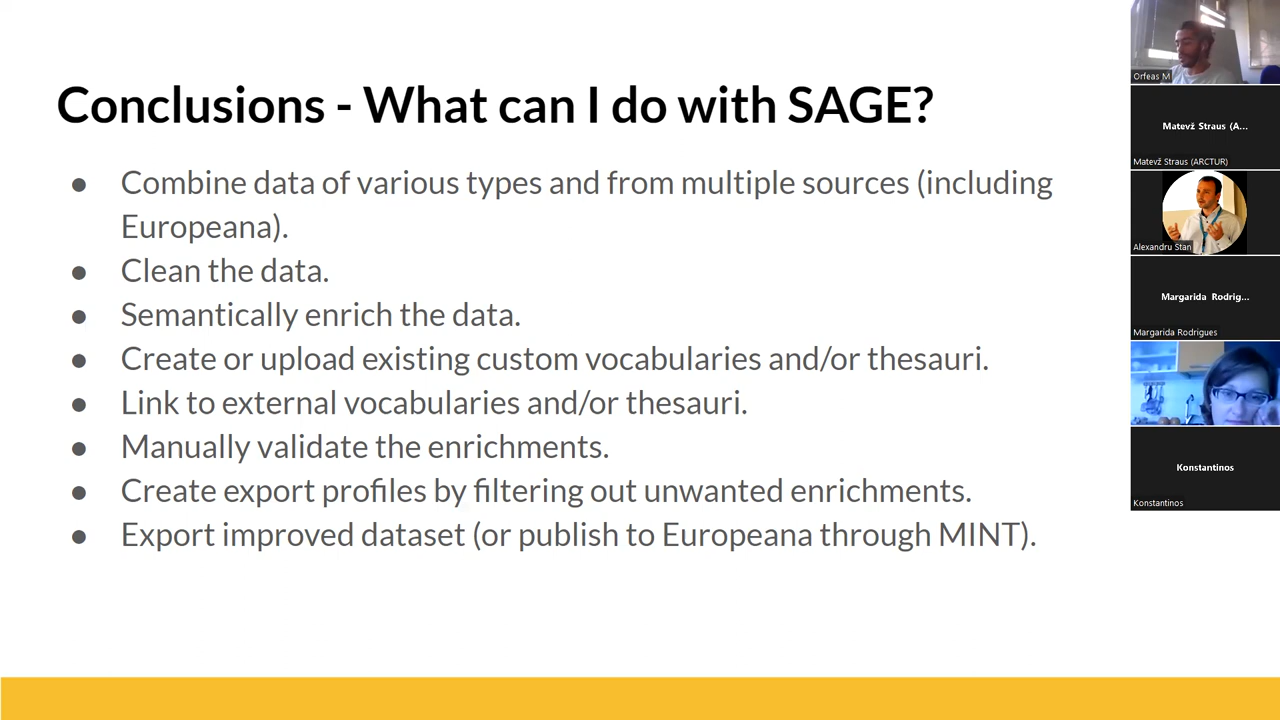 Conclusions - What can I do with SAGE?
● Combine data of various types and from multiple sources (including
Europeana).
● Clean the data.
● Semantically enrich the data.
● Create or upload existing custom vocabularies and/or thesauri.
● Link to external vocabularies and/or thesauri.
● Manually validate the enrichments.
● Create export profiles by filtering out unwanted enrichments.
● Export improved dataset (or publish to Europeana through MINT).
Orfeas M
Matevž Straus (A...
Matevž Straus (ARCTUR)
Alexandru Stan
Margarida Rodrig...
Margarida Rodrigues
Konstantinos
Konstantinos